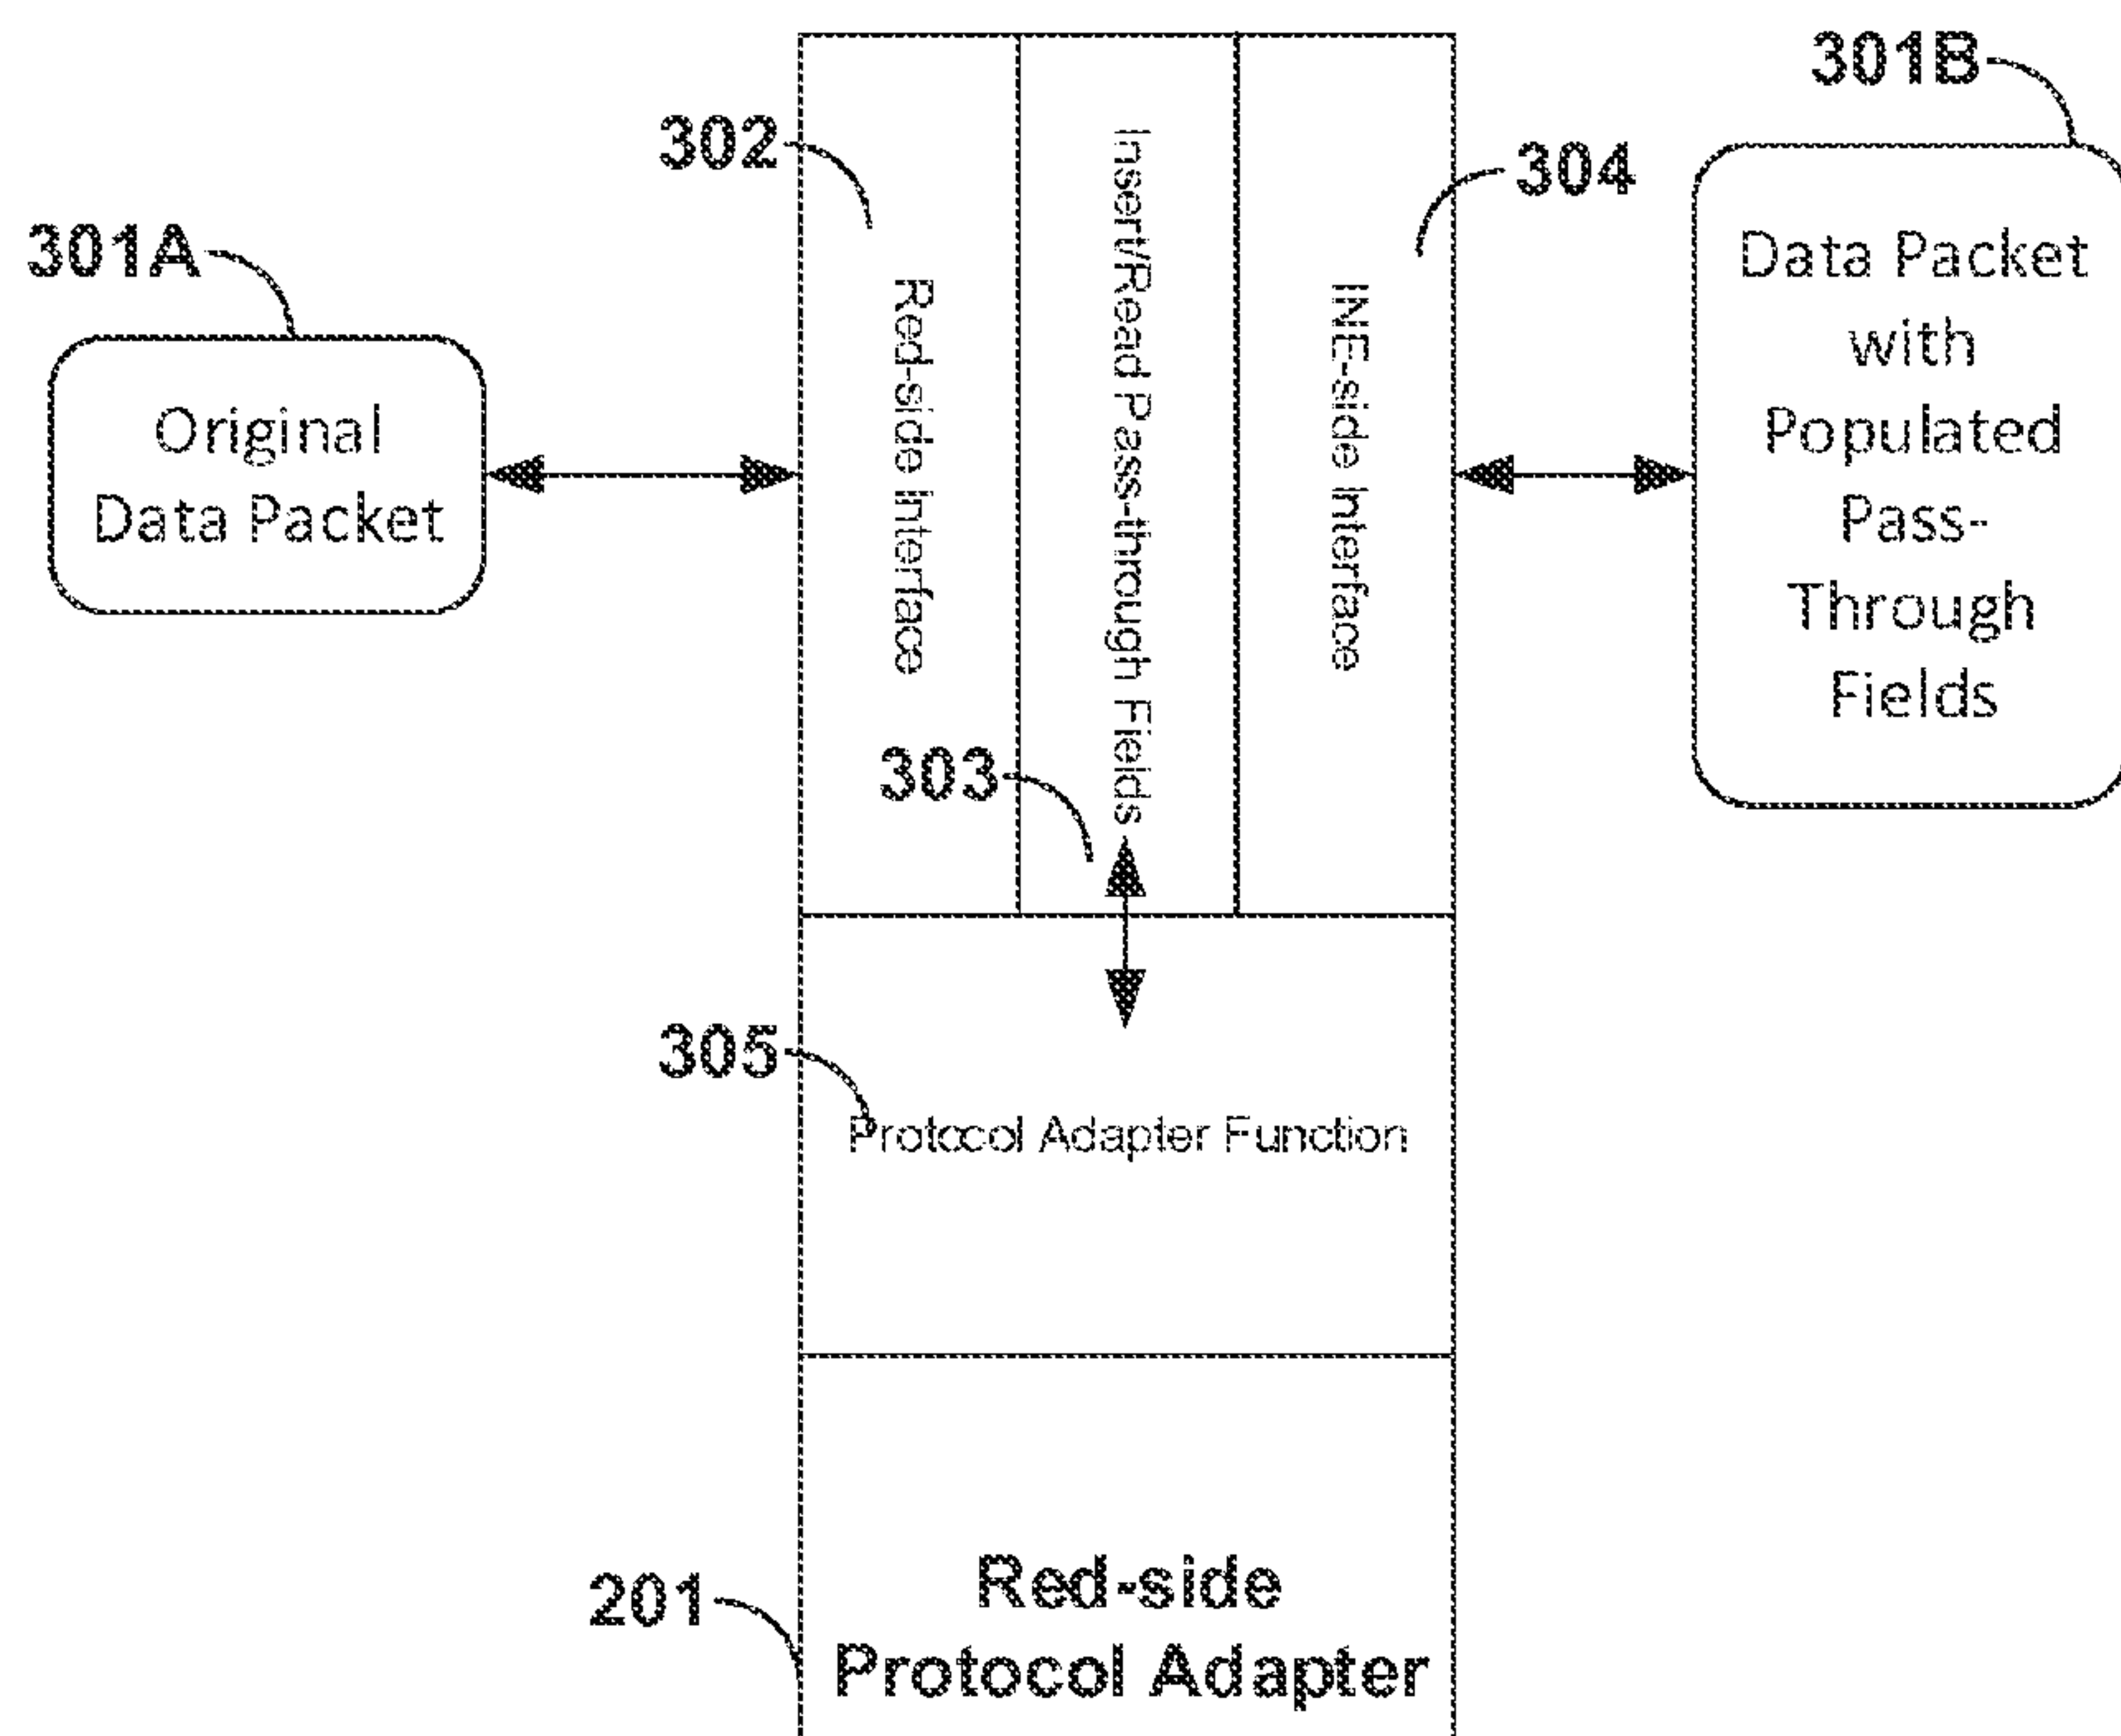 301B
302
304
301A
Data Packet
with
Populated
Pass-
Through
Fields
Original
Data Packet
Red-side Interface
Insert/Read Pass-through Fields
INE-side Interface
303
305
Protocol Adapter Function
201
Red-side
Protocol Adapter